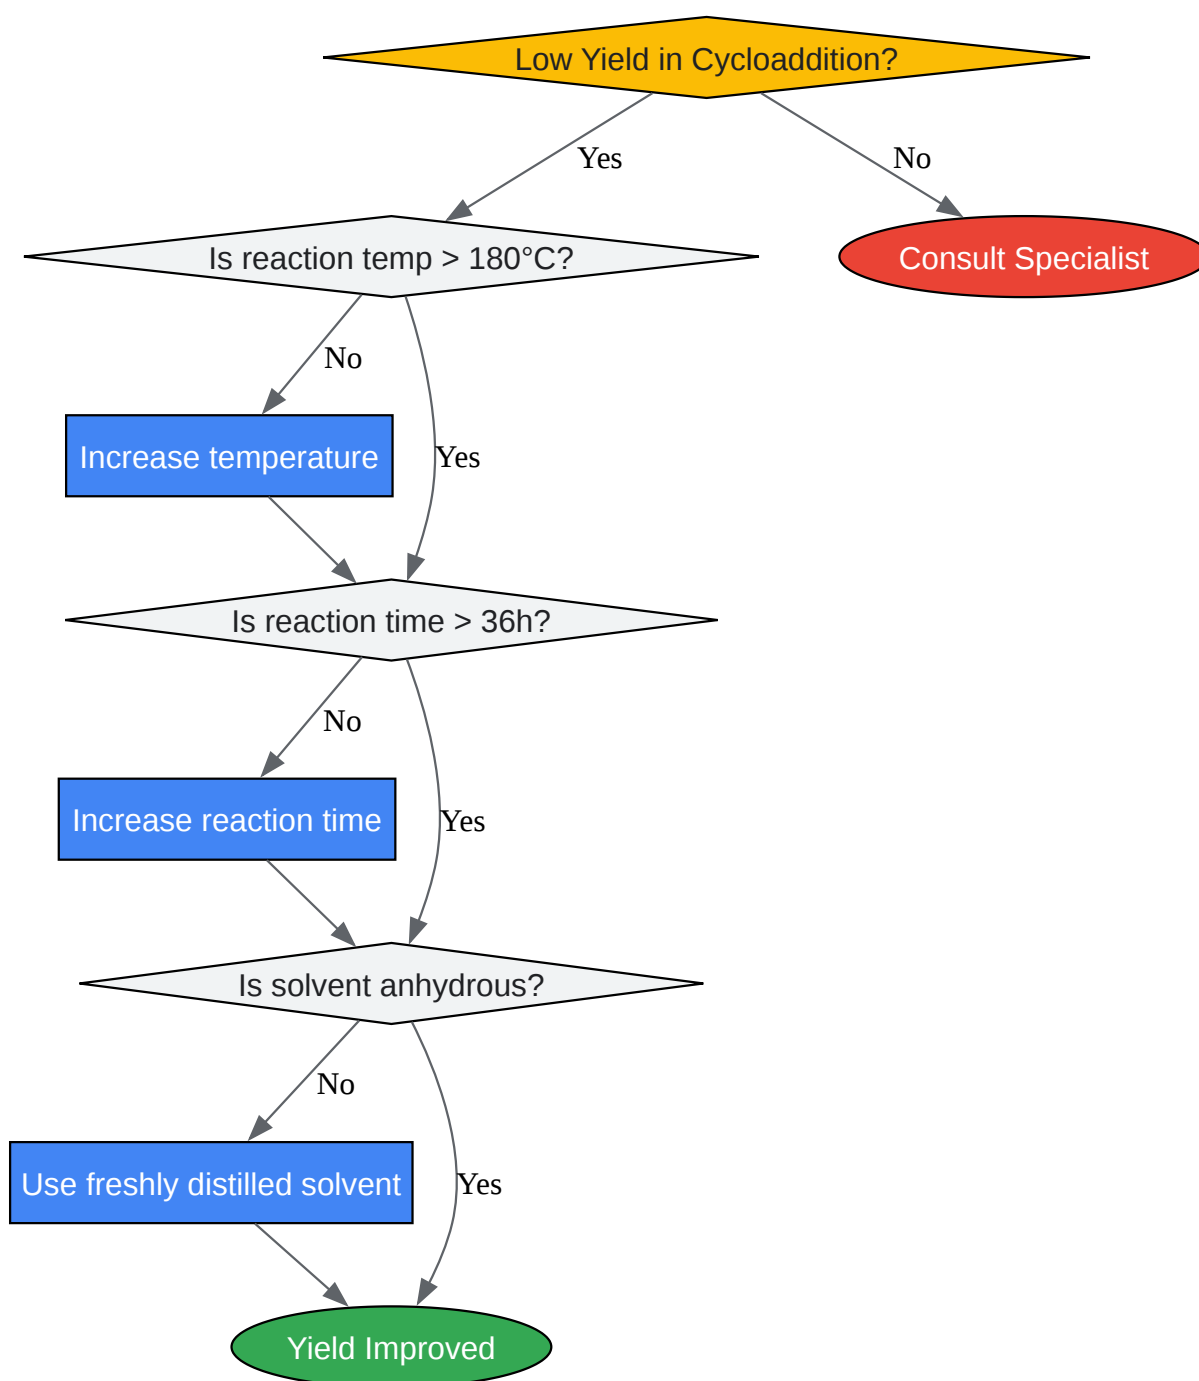 Low Yield in Cycloaddition?
Yes
No
Is reaction temp > 180°C?
Consult Specialist
No
Increase temperature
Yes
Is reaction time > 36h?
No
Increase reaction time
Yes
Is solvent anhydrous?
No
Use freshly distilled solvent
Yes
Yield Improved